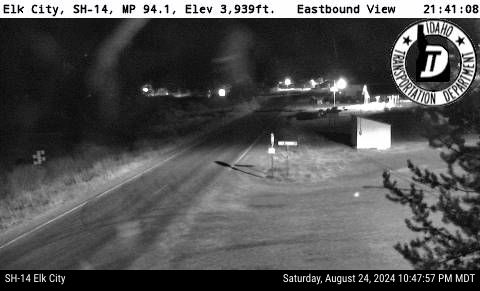 Elk City, SH-14, MP 94.1, Elev 3,939ft.   Eastbound View   21:41:08
IDAHO
TRANSPORTATION DEPARTMENT
SH-14 Elk City
Saturday, August 24, 2024 10:47:57 PM MDT